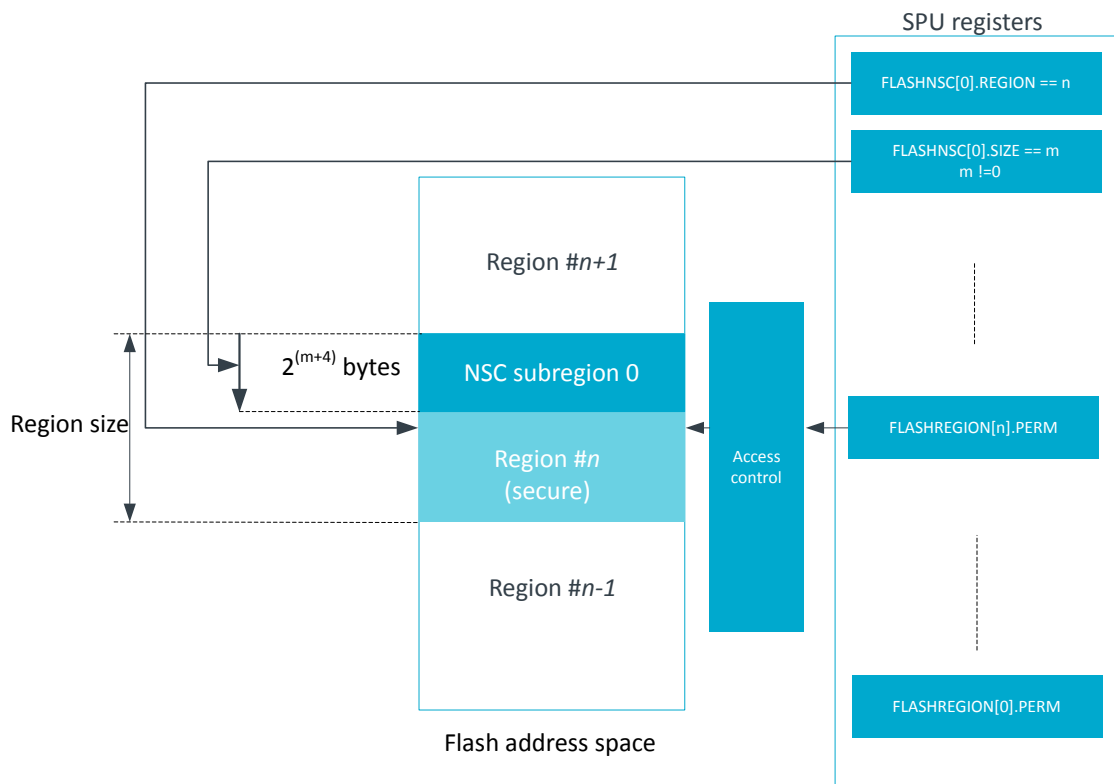 SPU registers
FLASHNSC[0].REGION == n
FLASHNSC[0].SIZE == m
m !=0
Region #n+1
2^(m+4) bytes
NSC subregion 0
Region size
FLASHREGION[n].PERM
Access
control
Region #n
(secure)
Region #n-1
FLASHREGION[0].PERM
Flash address space